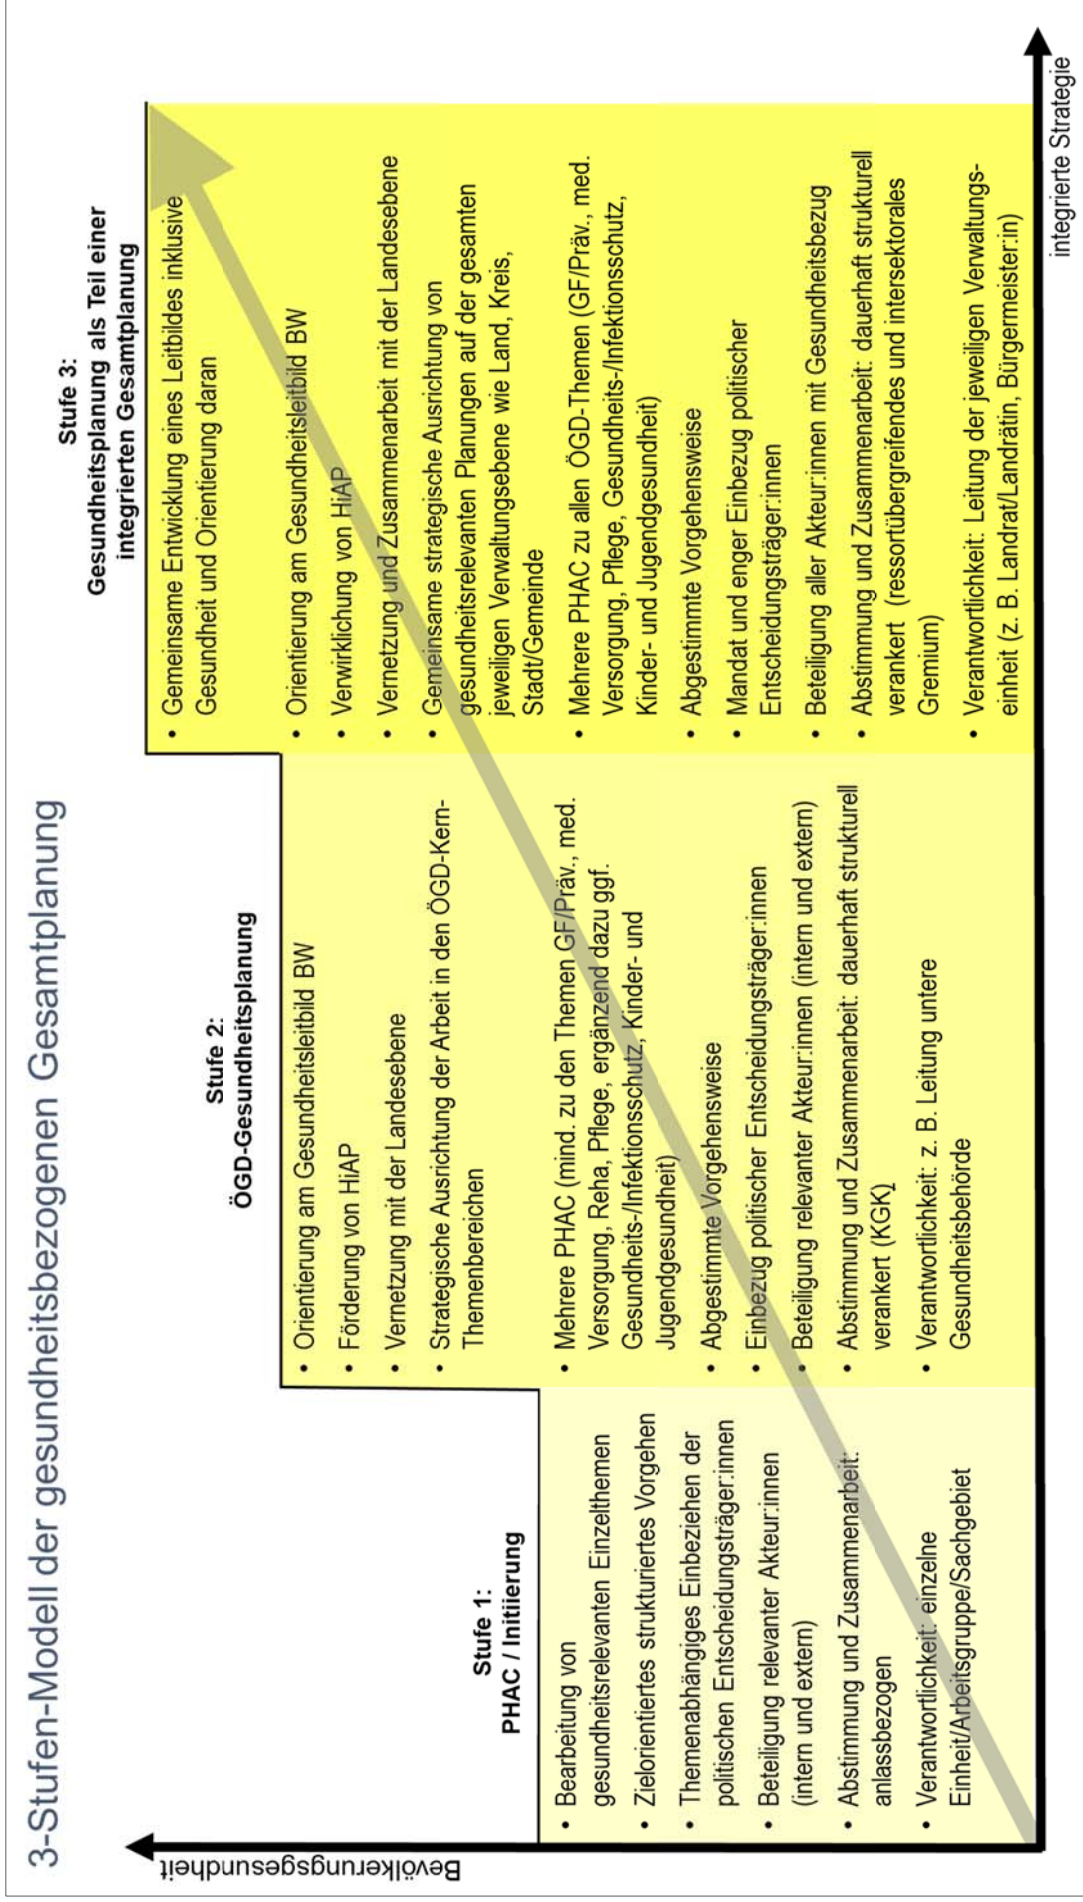 3-Stufen-Modell der gesundheitsbezogenen Gesamtplanung
Bevölkerungsgesundheit
Stufe 1:
PHAC / Initiierung
• Bearbeitung von
gesundheitsrelevanten Einzelthemen
• Zielorientiertes strukturiertes Vorgehen
• Themenabhängiges Einbeziehen der
politischen Entscheidungsträger:innen
• Beteiligung relevanter Akteur:innen
(intern und extern)
• Abstimmung und Zusammenarbeit:
anlassbezogen
• Verantwortlichkeit: einzelne
Einheit/Arbeitsgruppe/Sachgebiet
Stufe 2:
ÖGD-Gesundheitsplanung
• Orientierung am Gesundheitsleitbild BW
• Förderung von HiAP
• Vernetzung mit der Landesebene
• Strategische Ausrichtung der Arbeit in den ÖGD-Kern-
Themenbereichen
• Mehrere PHAC (mind. zu den Themen GF/Präv., med.
Versorgung, Reha, Pflege, ergänzend dazu ggf.
Gesundheits-/Infektionsschutz, Kinder- und
Jugendgesundheit)
• Abgestimmte Vorgehensweise
• Einbezug politischer Entscheidungsträger:innen
• Beteiligung relevanter Akteur:innen (intern und extern)
• Abstimmung und Zusammenarbeit: dauerhaft strukturell
verankert (KGK)
• Verantwortlichkeit: z. B. Leitung untere
Gesundheitsbehörde
Stufe 3:
Gesundheitsplanung als Teil einer
integrierten Gesamtplanung
• Gemeinsame Entwicklung eines Leitbildes inklusive
Gesundheit und Orientierung daran
• Orientierung am Gesundheitsleitbild BW
• Verwirklichung von HiAP
• Vernetzung und Zusammenarbeit mit der Landesebene
• Gemeinsame strategische Ausrichtung von
gesundheitsrelevanten Planungen auf der gesamten
jeweiligen Verwaltungsebene wie Land, Kreis,
Stadt/Gemeinde
• Mehrere PHAC zu allen ÖGD-Themen (GF/Präv., med.
Versorgung, Pflege, Gesundheits-/Infektionsschutz,
Kinder- und Jugendgesundheit)
• Abgestimmte Vorgehensweise
• Mandat und enger Einbezug politischer
Entscheidungsträger:innen
• Beteiligung aller Akteur:innen mit Gesundheitsbezug
• Abstimmung und Zusammenarbeit: dauerhaft strukturell
verankert (ressortübergreifendes und intersektorales
Gremium)
• Verantwortlichkeit: Leitung der jeweiligen Verwaltungs-
einheit (z. B. Landrat/Landrätin, Bürgermeister:in)
integrierte Strategie